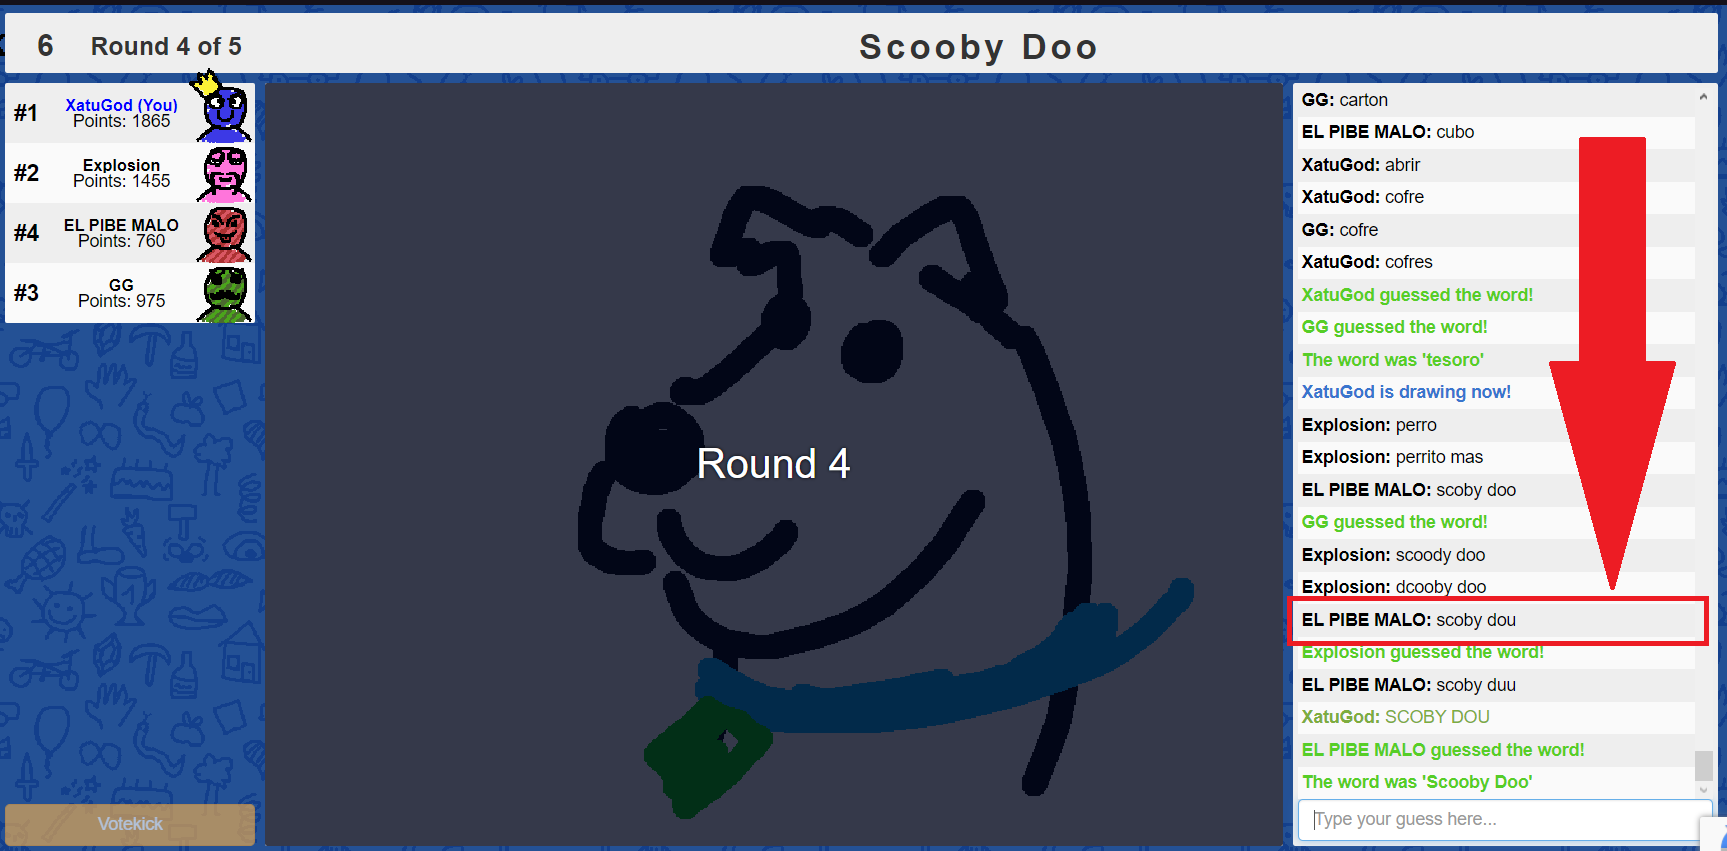 6 Round 4 of 5 Scooby Doo
#1 XatuGod (You)
Points: 1865
#2 Explosion
Points: 1455
#4 EL PIBE MALO
Points: 760
#3 GG
Points: 975
Votekick
Round 4
GG: carton
EL PIBE MALO: cubo
XatuGod: abrir
XatuGod: cofre
GG: cofre
XatuGod: cofres
XatuGod guessed the word!
GG guessed the word!
The word was 'tesoro'
XatuGod is drawing now!
Explosion: perro
Explosion: perrito mas
EL PIBE MALO: scoby doo
GG guessed the word!
Explosion: scoody doo
Explosion: dcooby doo
EL PIBE MALO: scoby dou
Explosion guessed the word!
EL PIBE MALO: scoby duu
XatuGod: SCOBY DOU
EL PIBE MALO guessed the word!
The word was 'Scooby Doo'
Type your guess here...